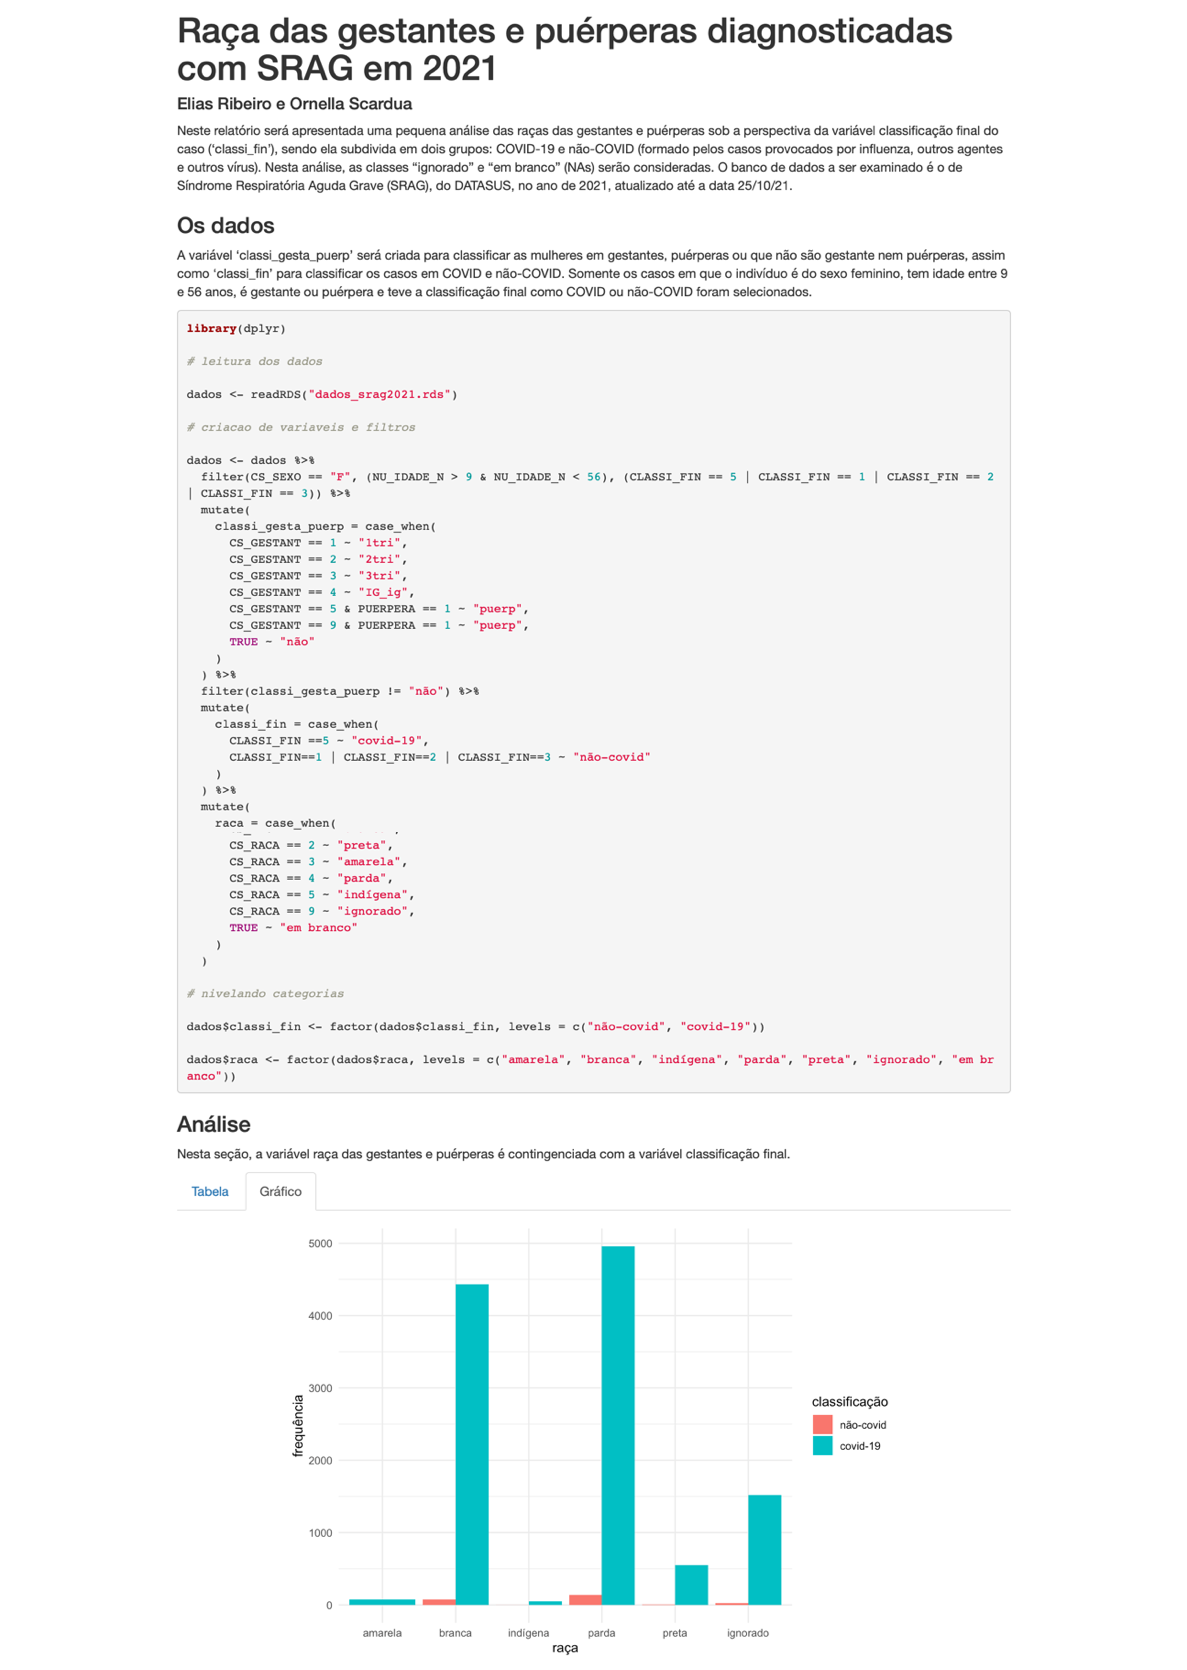 Raça das gestantes e puérperas diagnosticadas
com SRAG em 2021
Elias Ribeiro e Ornella Scardua
Neste relatório será apresentada uma pequena análise das raças das gestantes e puérperas sob a perspectiva da variável classificação final do
caso (‘classi_fin’), sendo ela subdivida em dois grupos: COVID-19 e não-COVID (formado pelos casos provocados por influenza, outros agentes
e outros vírus). Nesta análise, as classes “ignorado” e “em branco” (NAs) serão consideradas. O banco de dados a ser examinado é o de
Síndrome Respiratória Aguda Grave (SRAG), do DATASUS, no ano de 2021, atualizado até a data 25/10/21.
Os dados
A variável ‘classi_gesta_puerp’ será criada para classificar as mulheres em gestantes, puérperas ou que não são gestante nem puérperas, assim
como ‘classi_fin’ para classificar os casos em COVID e não-COVID. Somente os casos em que o indivíduo é do sexo feminino, tem idade entre 9
e 56 anos, é gestante ou puérpera e teve a classificação final como COVID ou não-COVID foram selecionados.
library(dplyr)
# leitura dos dados
dados <- readRDS("dados_srag2021.rds")
# criacao de variaveis e filtros
dados <- dados %>%
filter(CS_SEXO == "F", (NU_IDADE_N > 9 & NU_IDADE_N < 56), (CLASSI_FIN == 5 | CLASSI_FIN == 1 | CLASSI_FIN == 2
| CLASSI_FIN == 3)) %>%
mutate(
classi_gesta_puerp = case_when(
CS_GESTANT == 1 ~ "1tri",
CS_GESTANT == 2 ~ "2tri",
CS_GESTANT == 3 ~ "3tri",
CS_GESTANT == 4 ~ "IG_ig",
CS_GESTANT == 5 & PUERPERA == 1 ~ "puerp",
CS_GESTANT == 9 & PUERPERA == 1 ~ "puerp",
TRUE ~ "não"
)
) %>%
filter(classi_gesta_puerp != "não") %>%
mutate(
classi_fin = case_when(
CLASSI_FIN ==5 ~ "covid-19",
CLASSI_FIN==1 | CLASSI_FIN==2 | CLASSI_FIN==3 ~ "não-covid"
)
) %>%
mutate(
raca = case_when(
CS_RACA == 2 ~ "preta",
CS_RACA == 3 ~ "amarela",
CS_RACA == 4 ~ "parda",
CS_RACA == 5 ~ "indígena",
CS_RACA == 9 ~ "ignorado",
TRUE ~ "em branco"
)
)
# nivelando categorias
dados$classi_fin <- factor(dados$classi_fin, levels = c("não-covid", "covid-19"))
dados$raca <- factor(dados$raca, levels = c("amarela", "branca", "indígena", "parda", "preta", "ignorado", "em br
anco"))
Análise
Nesta seção, a variável raça das gestantes e puérperas é contingenciada com a variável classificação final.
Tabela Gráfico
5000
4000
3000
2000
1000
0
frequência
amarela branca indígena parda preta ignorado
raça
classificação
não-covid
covid-19